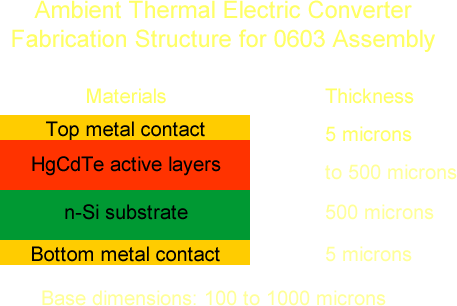 Ambient Thermal Electric Converter
Fabrication Structure for 0603 Assembly
Materials Thickness
Top metal contact 5 microns
HgCdTe active layers to 500 microns
n-Si substrate 500 microns
Bottom metal contact 5 microns
Base dimensions: 100 to 1000 microns